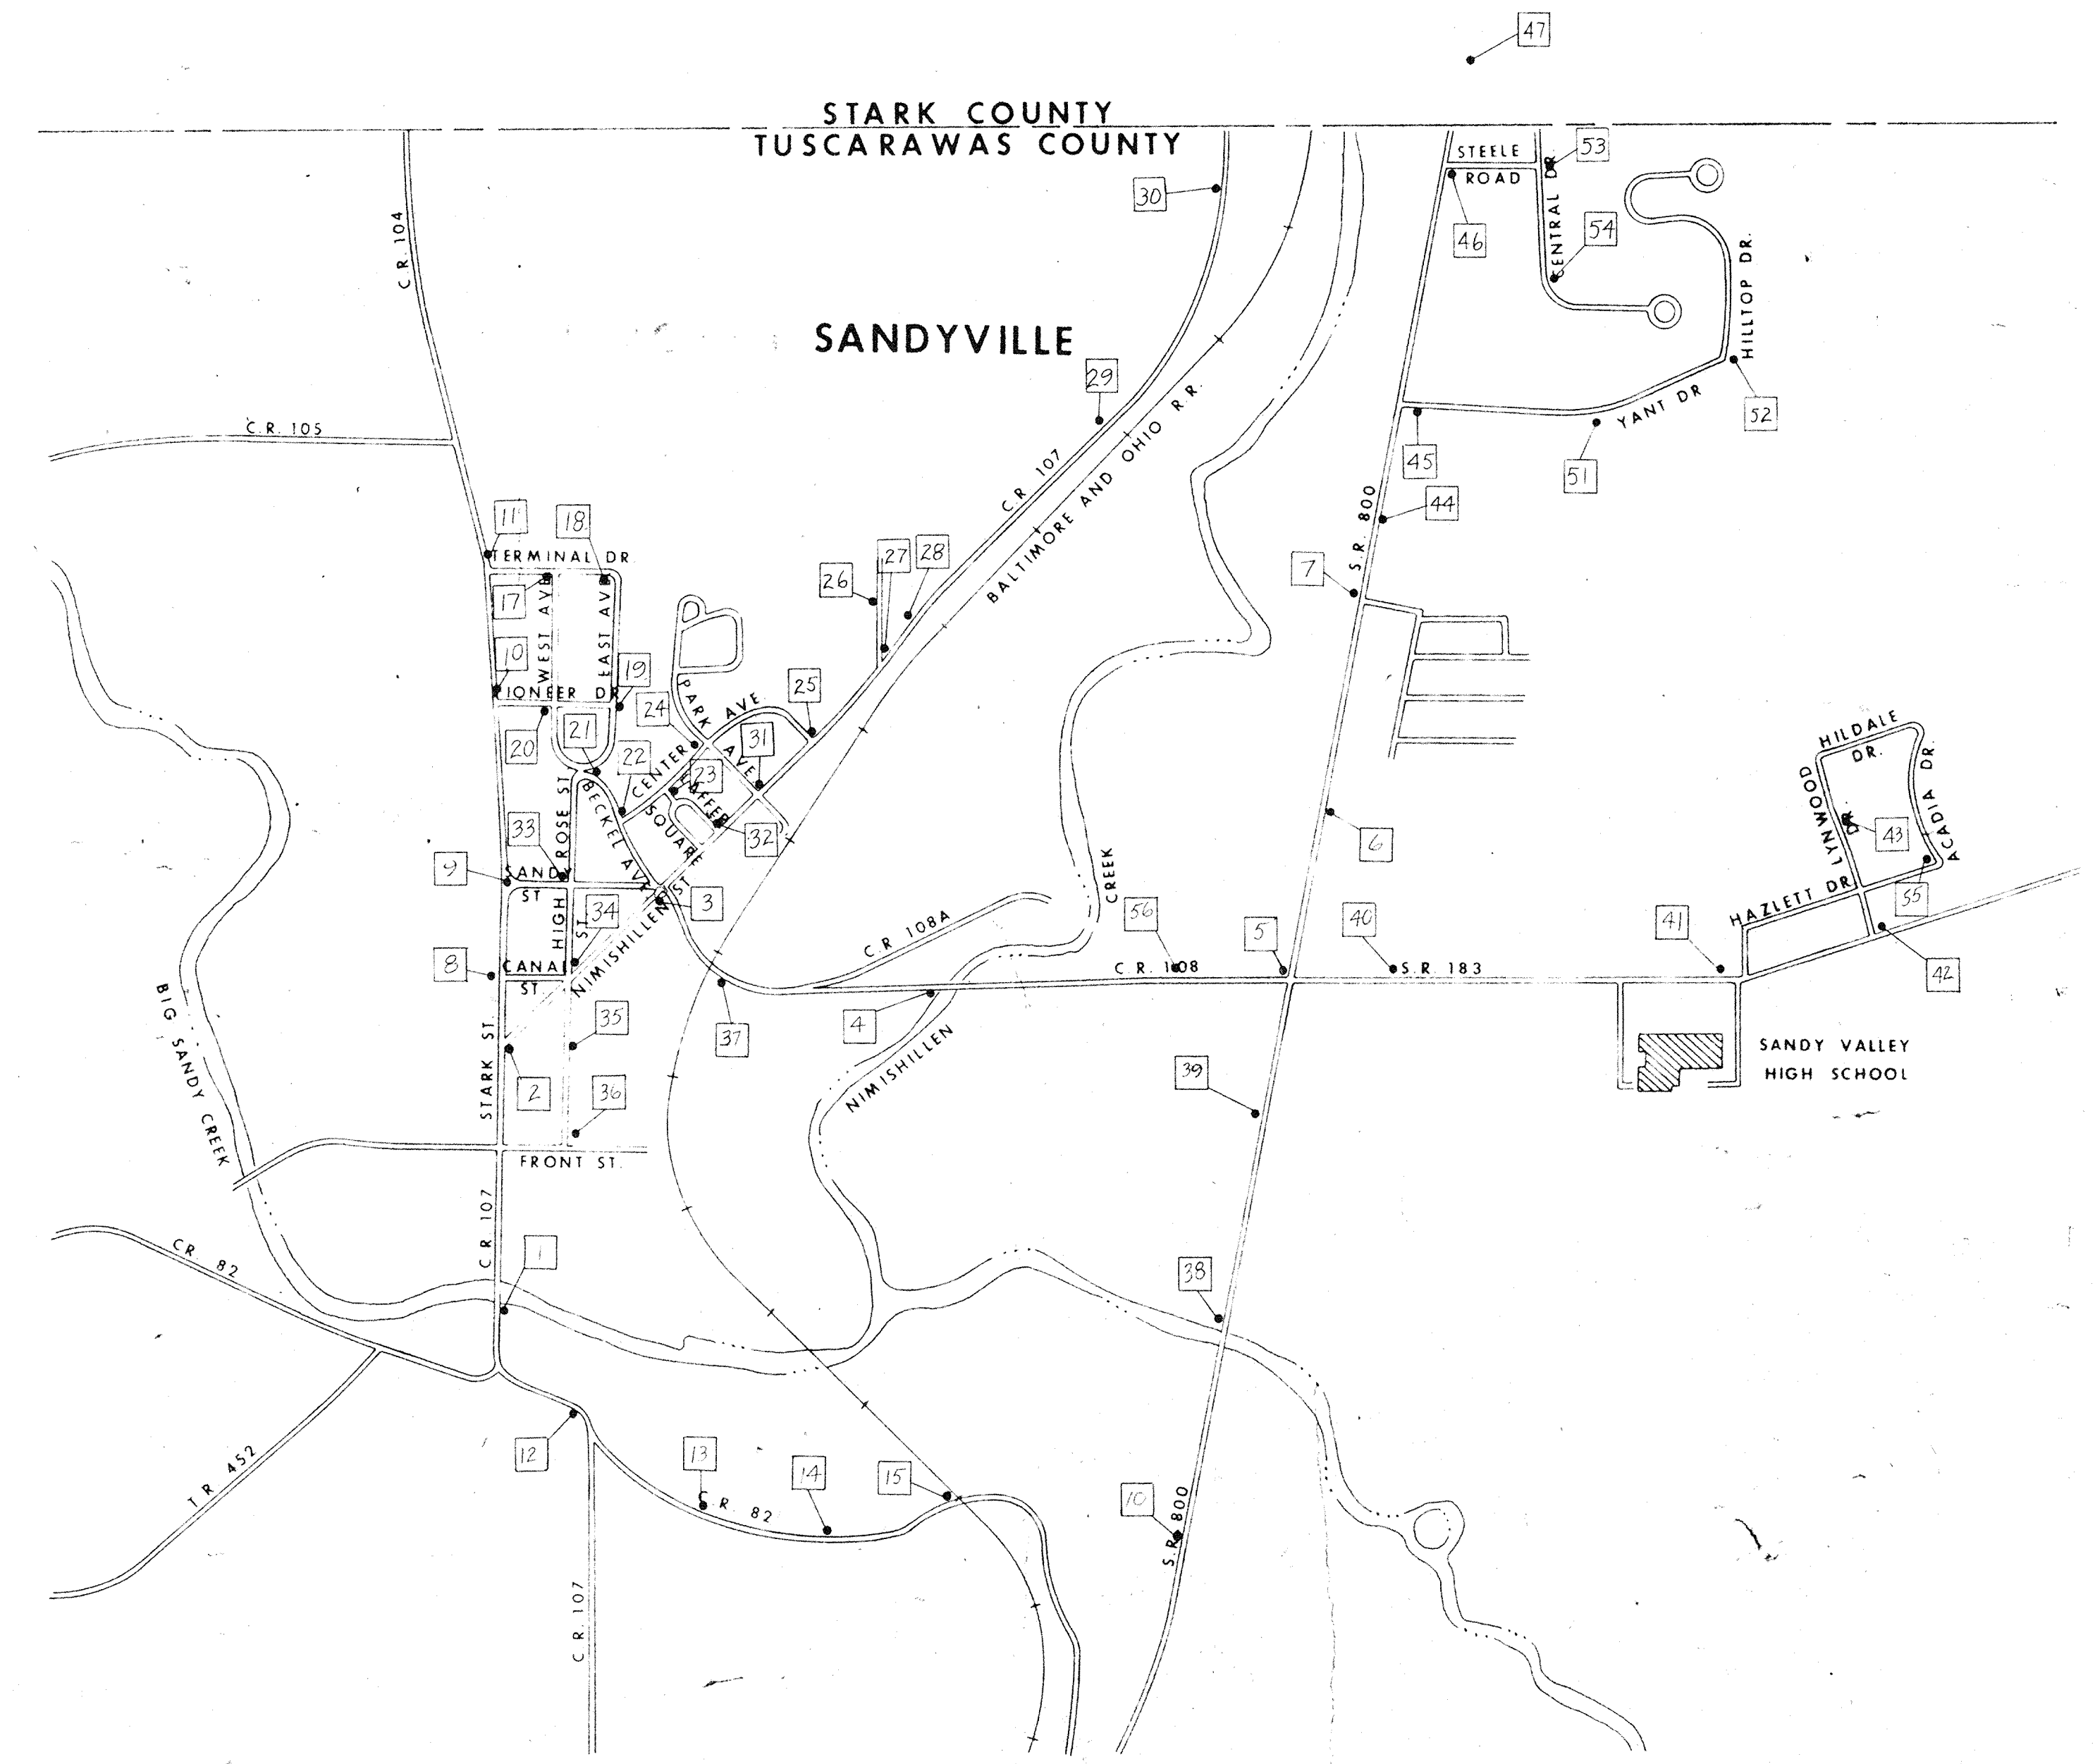 47
STARK COUNTY
TUSCARAWAS COUNTY
STEELE
ROAD
53
CENTRAL DR.
30
46
54
C.R. 104
HILLTOP DR.
SANDYVILLE
29
52
YANT DR
C.R. 105
45
51
C.R. 107
BALTIMORE AND OHIO R.R.
44
S.R. 800
11
18
TERMINAL DR.
26
27
28
7
17
WEST AVE
EAST AVE
10
19
PIONEER DR
PARK AVE
24
AVE
25
20
21
22
CENTER
31
23
HILDALE
DR.
LYNWOOD DR.
ACADIA DR.
ROSE ST.
BECKEL AVE
SQUARE
32
33
6
43
9
SANDY
ST
3
CREEK
HIGH ST.
34
NIMISHILLEN ST
C.R. 108A
56
5
40
41
HAZLETT DR
55
8
CANAL
ST
C.R. 108
S.R. 183
42
BIG SANDY CREEK
35
37
4
NIMISHILLEN
SANDY VALLEY
HIGH SCHOOL
STARK ST.
2
36
39
FRONT ST.
C.R. 107
C.R. 82
1
38
12
13
14
15
10
C.R. 82
T R 452
S.R. 800
C.R. 107